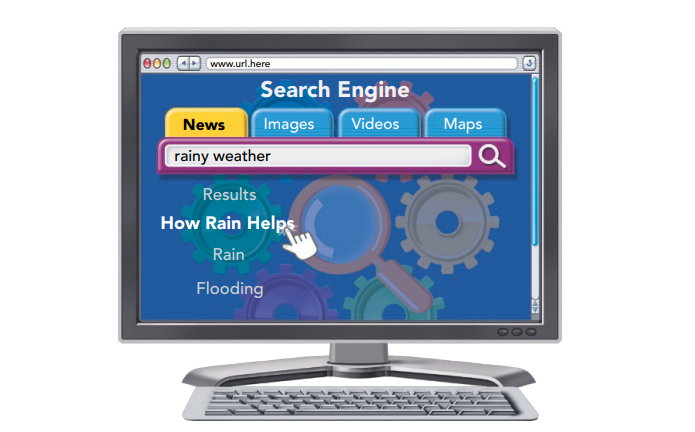 www.url.here
Search Engine
News Images Videos Maps
rainy weather
Results
How Rain Helps
Rain
Flooding